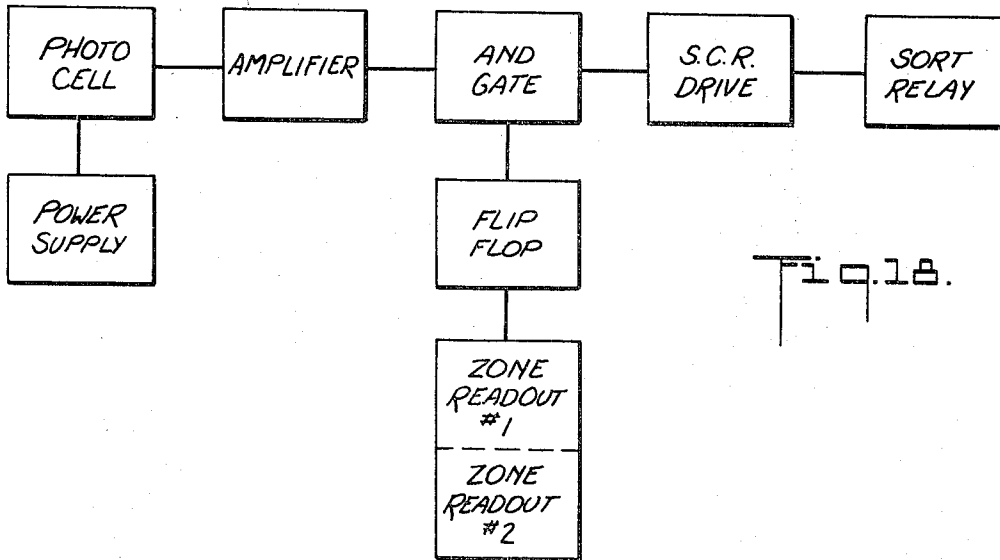 PHOTO
CELL
AMPLIFIER
AND
GATE
S.C.R.
DRIVE
SORT
RELAY
POWER
SUPPLY
FLIP
FLOP
Fig.18.
ZONE
READOUT
#1
ZONE
READOUT
#2